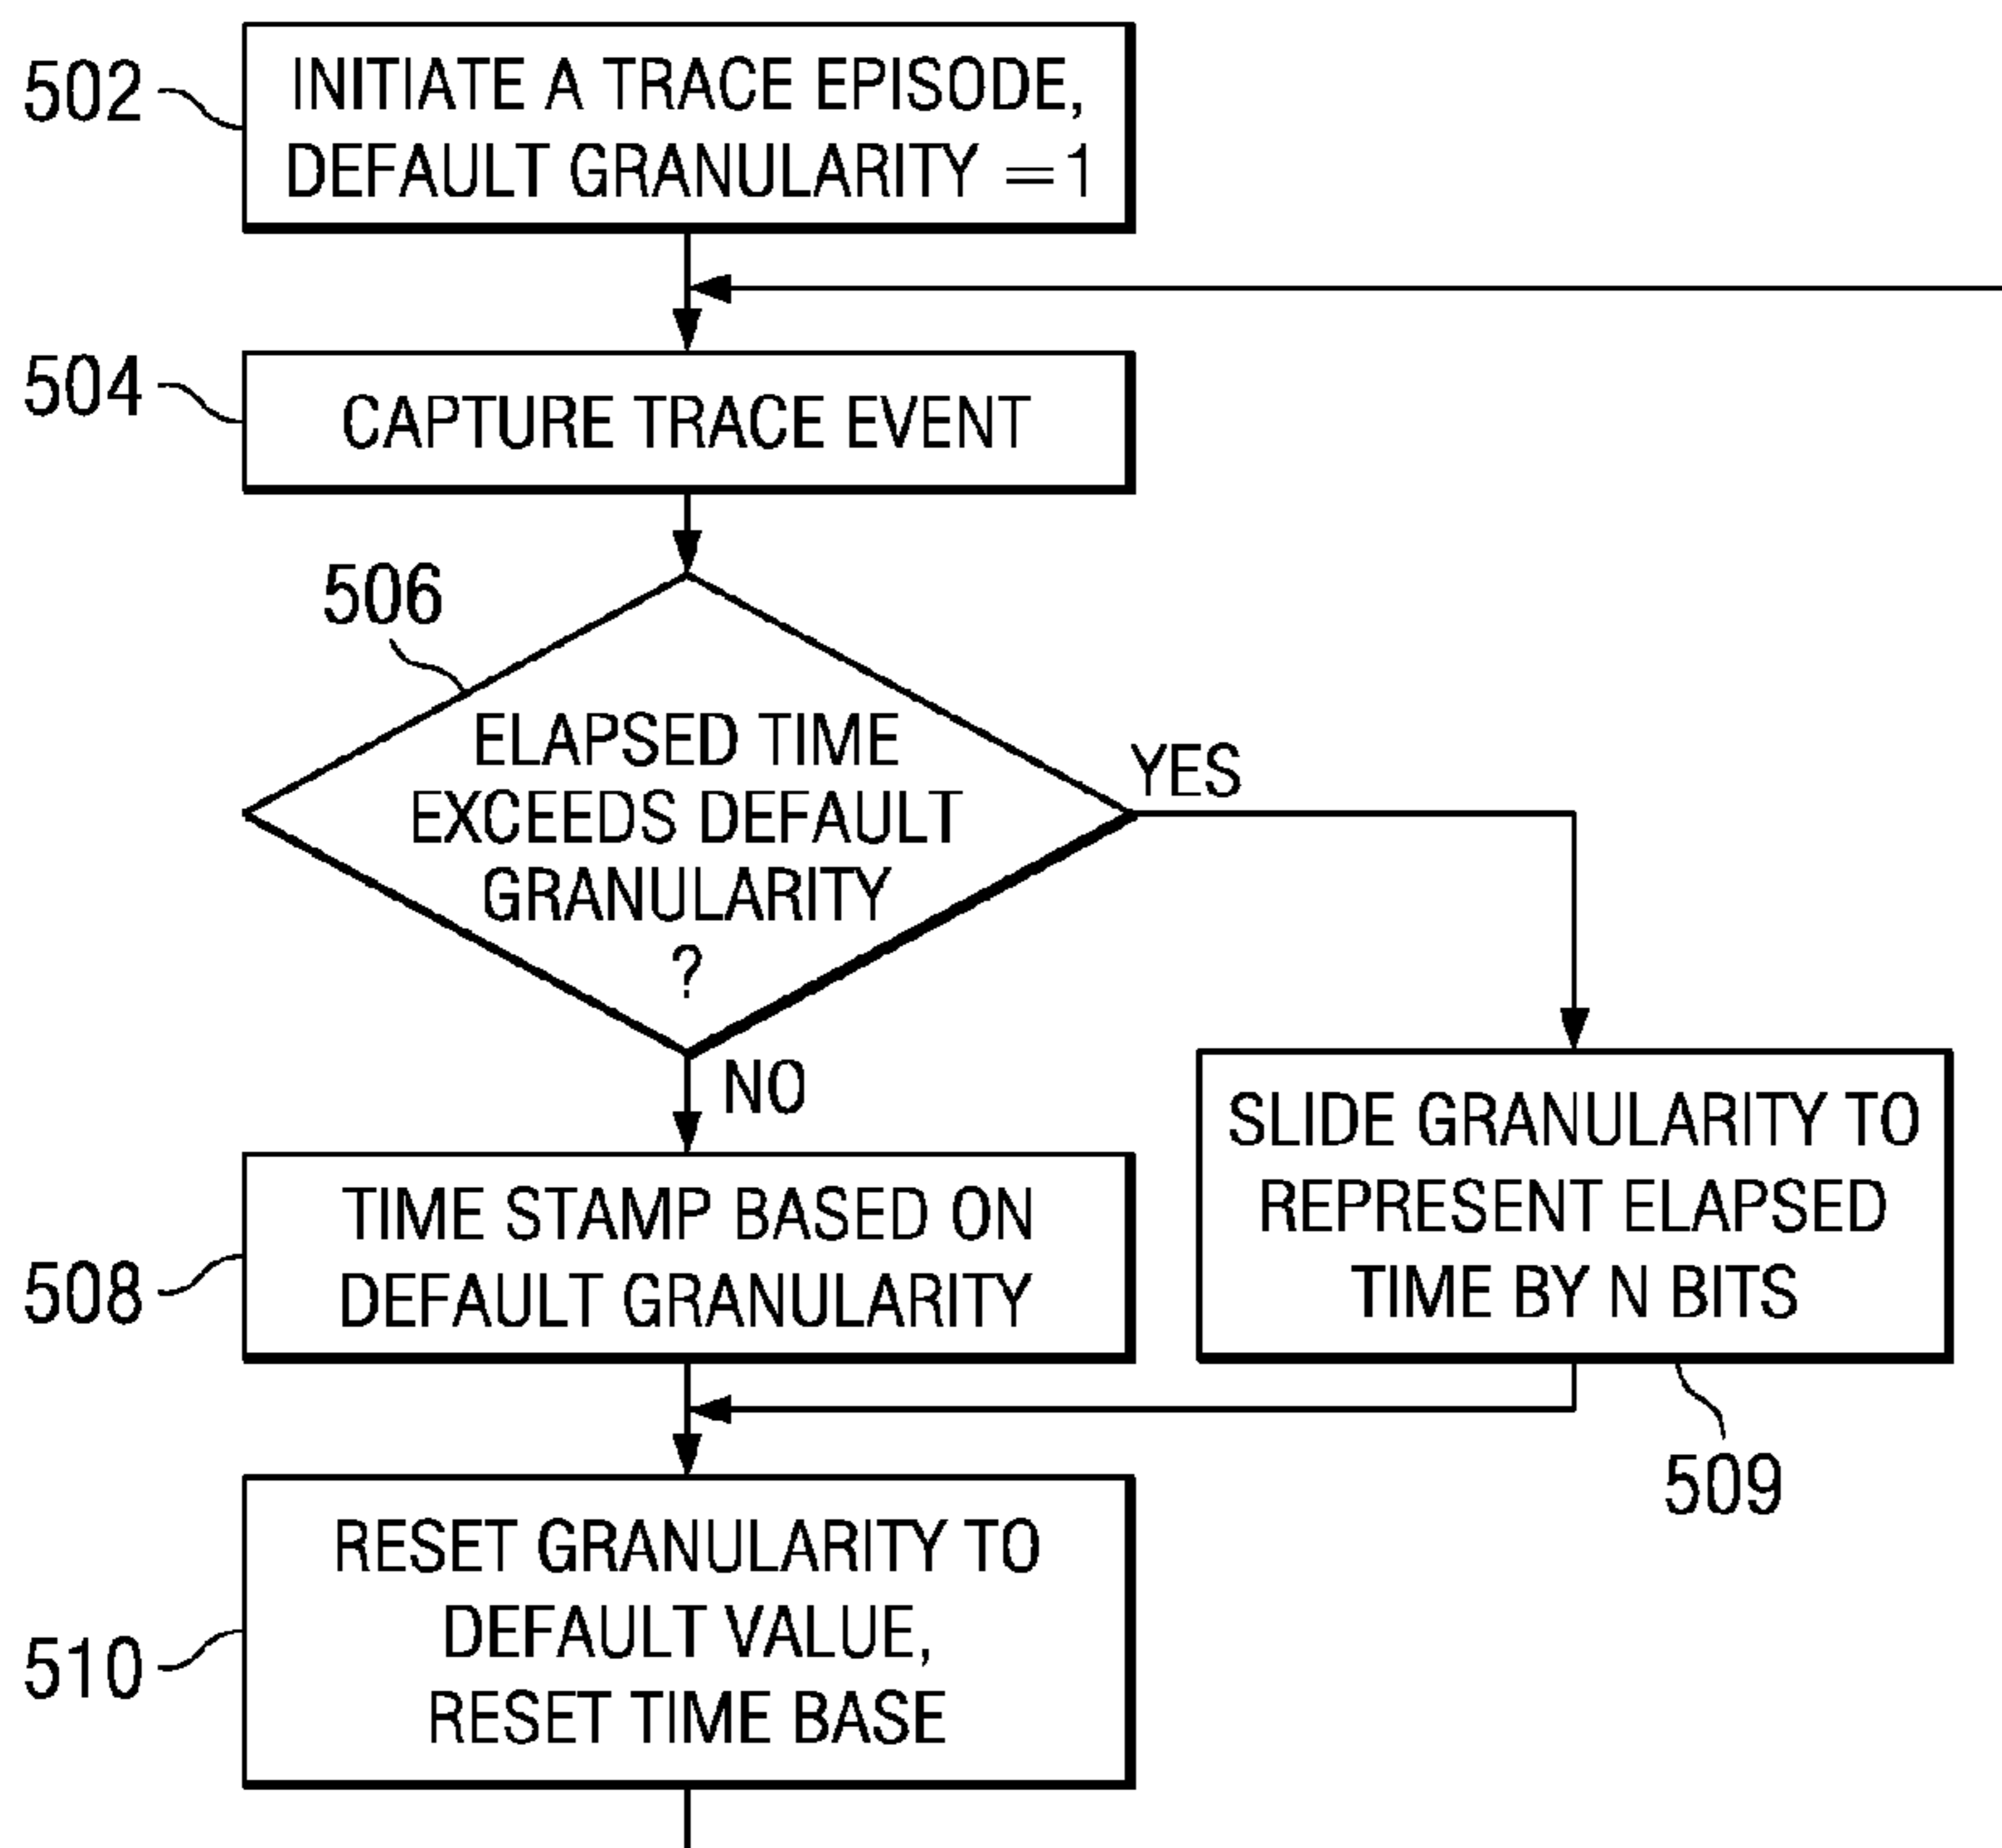 502
INITIATE A TRACE EPISODE,
DEFAULT GRANULARITY =1
504
CAPTURE TRACE EVENT
506
ELAPSED TIME
EXCEEDS DEFAULT
GRANULARITY
?
YES
NO
SLIDE GRANULARITY TO
REPRESENT ELAPSED
TIME BY N BITS
509
508
TIME STAMP BASED ON
DEFAULT GRANULARITY
510
RESET GRANULARITY TO
DEFAULT VALUE,
RESET TIME BASE